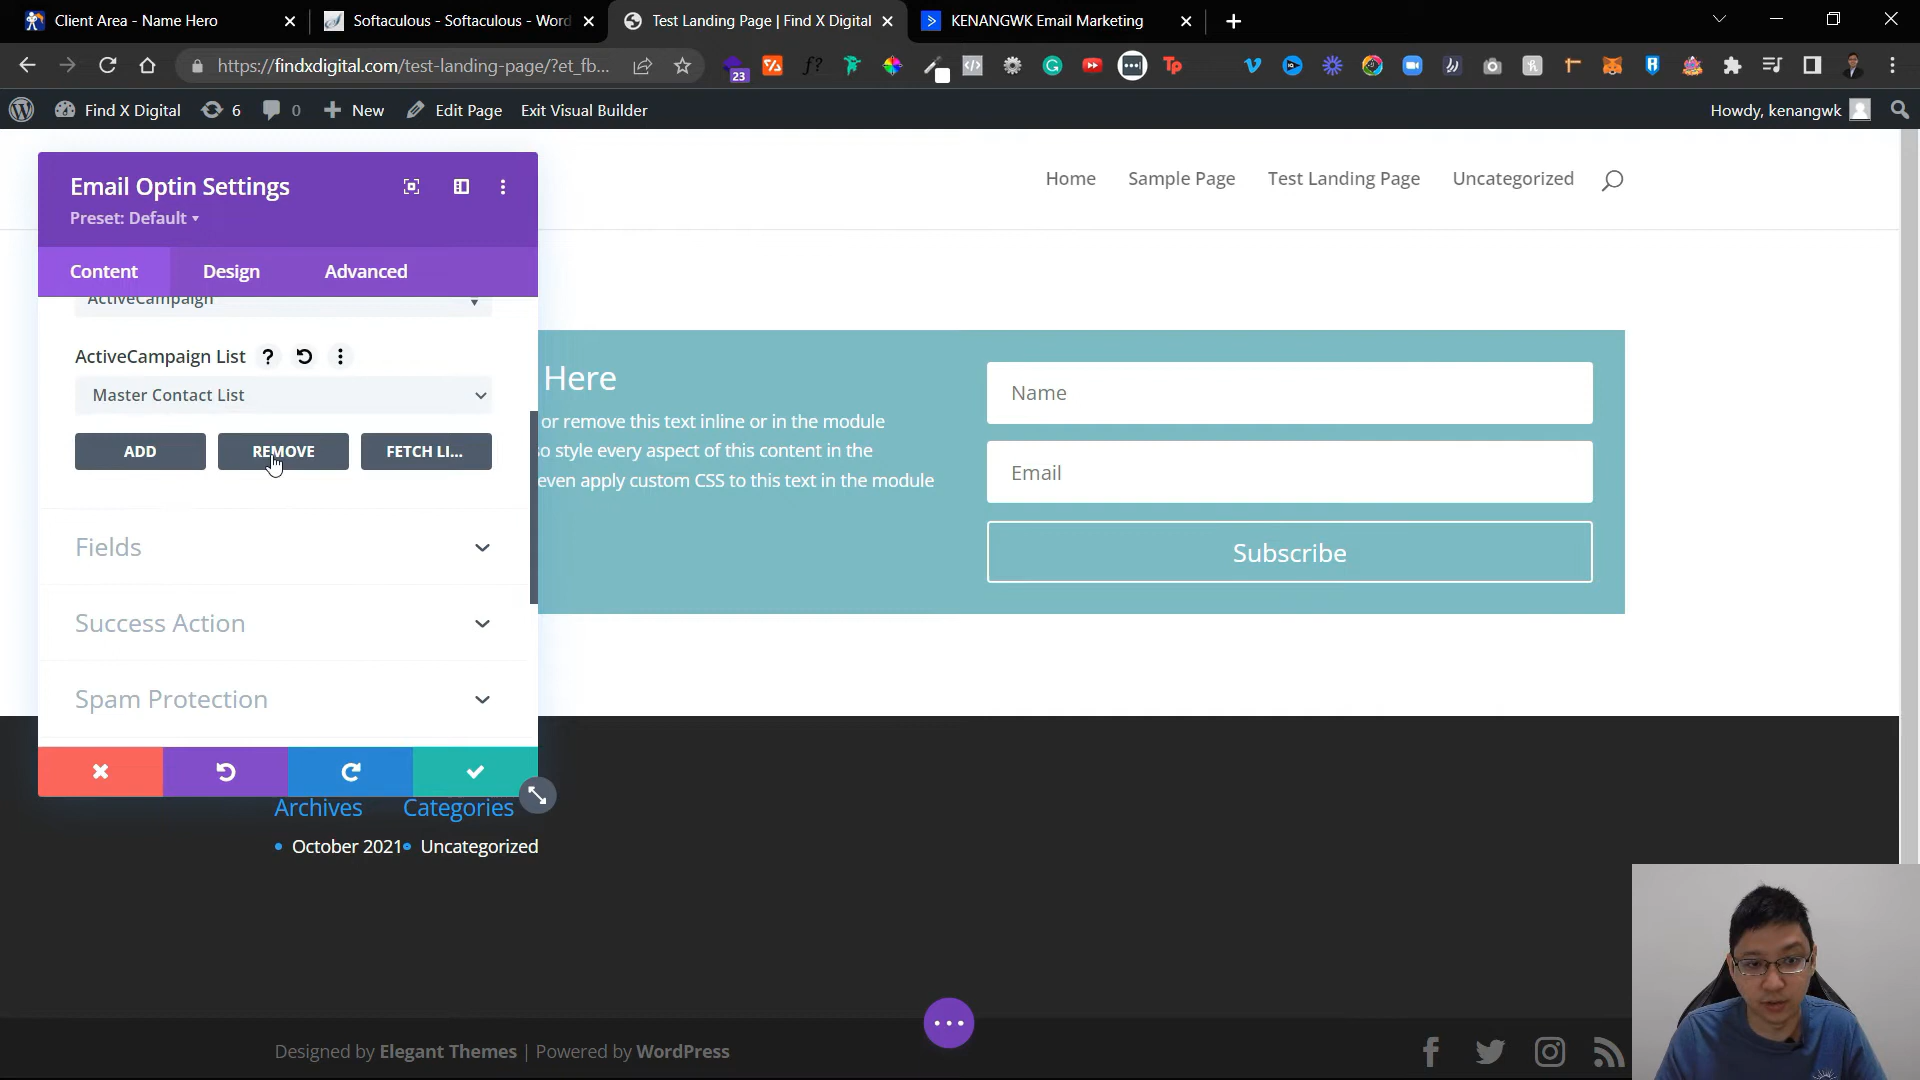 Client Area - Name Hero
Softaculous - Softaculous - Word
Test Landing Page | Find X Digital
KENANGWK Email Marketing
https://findxdigital.com/test-landing-page/?et_fb...
23
Find X Digital
6
0
New
Edit Page
Exit Visual Builder
Howdy, kenangwk
Home
Sample Page
Test Landing Page
Uncategorized
Email Optin Settings
Preset: Default
Content
Design
Advanced
ActiveCampaign
ActiveCampaign List
Master Contact List
ADD
REMOVE
FETCH LI...
Fields
Success Action
Spam Protection
Here
or remove this text inline or in the module
so style every aspect of this content in the
even apply custom CSS to this text in the module
Name
Email
Subscribe
Archives
Categories
October 2021
Uncategorized
Designed by Elegant Themes | Powered by WordPress